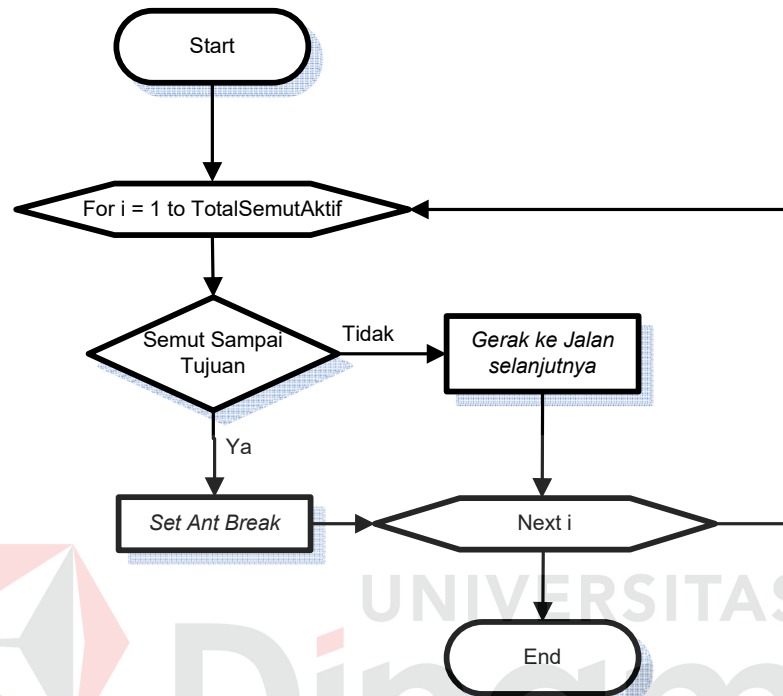 Start
For i = 1 to TotalSemutAktif
Semut Sampai
Tujuan
Tidak
Gerak ke Jalan
selanjutnya
Ya
Set Ant Break
Next i
UNIVERSITAS
End